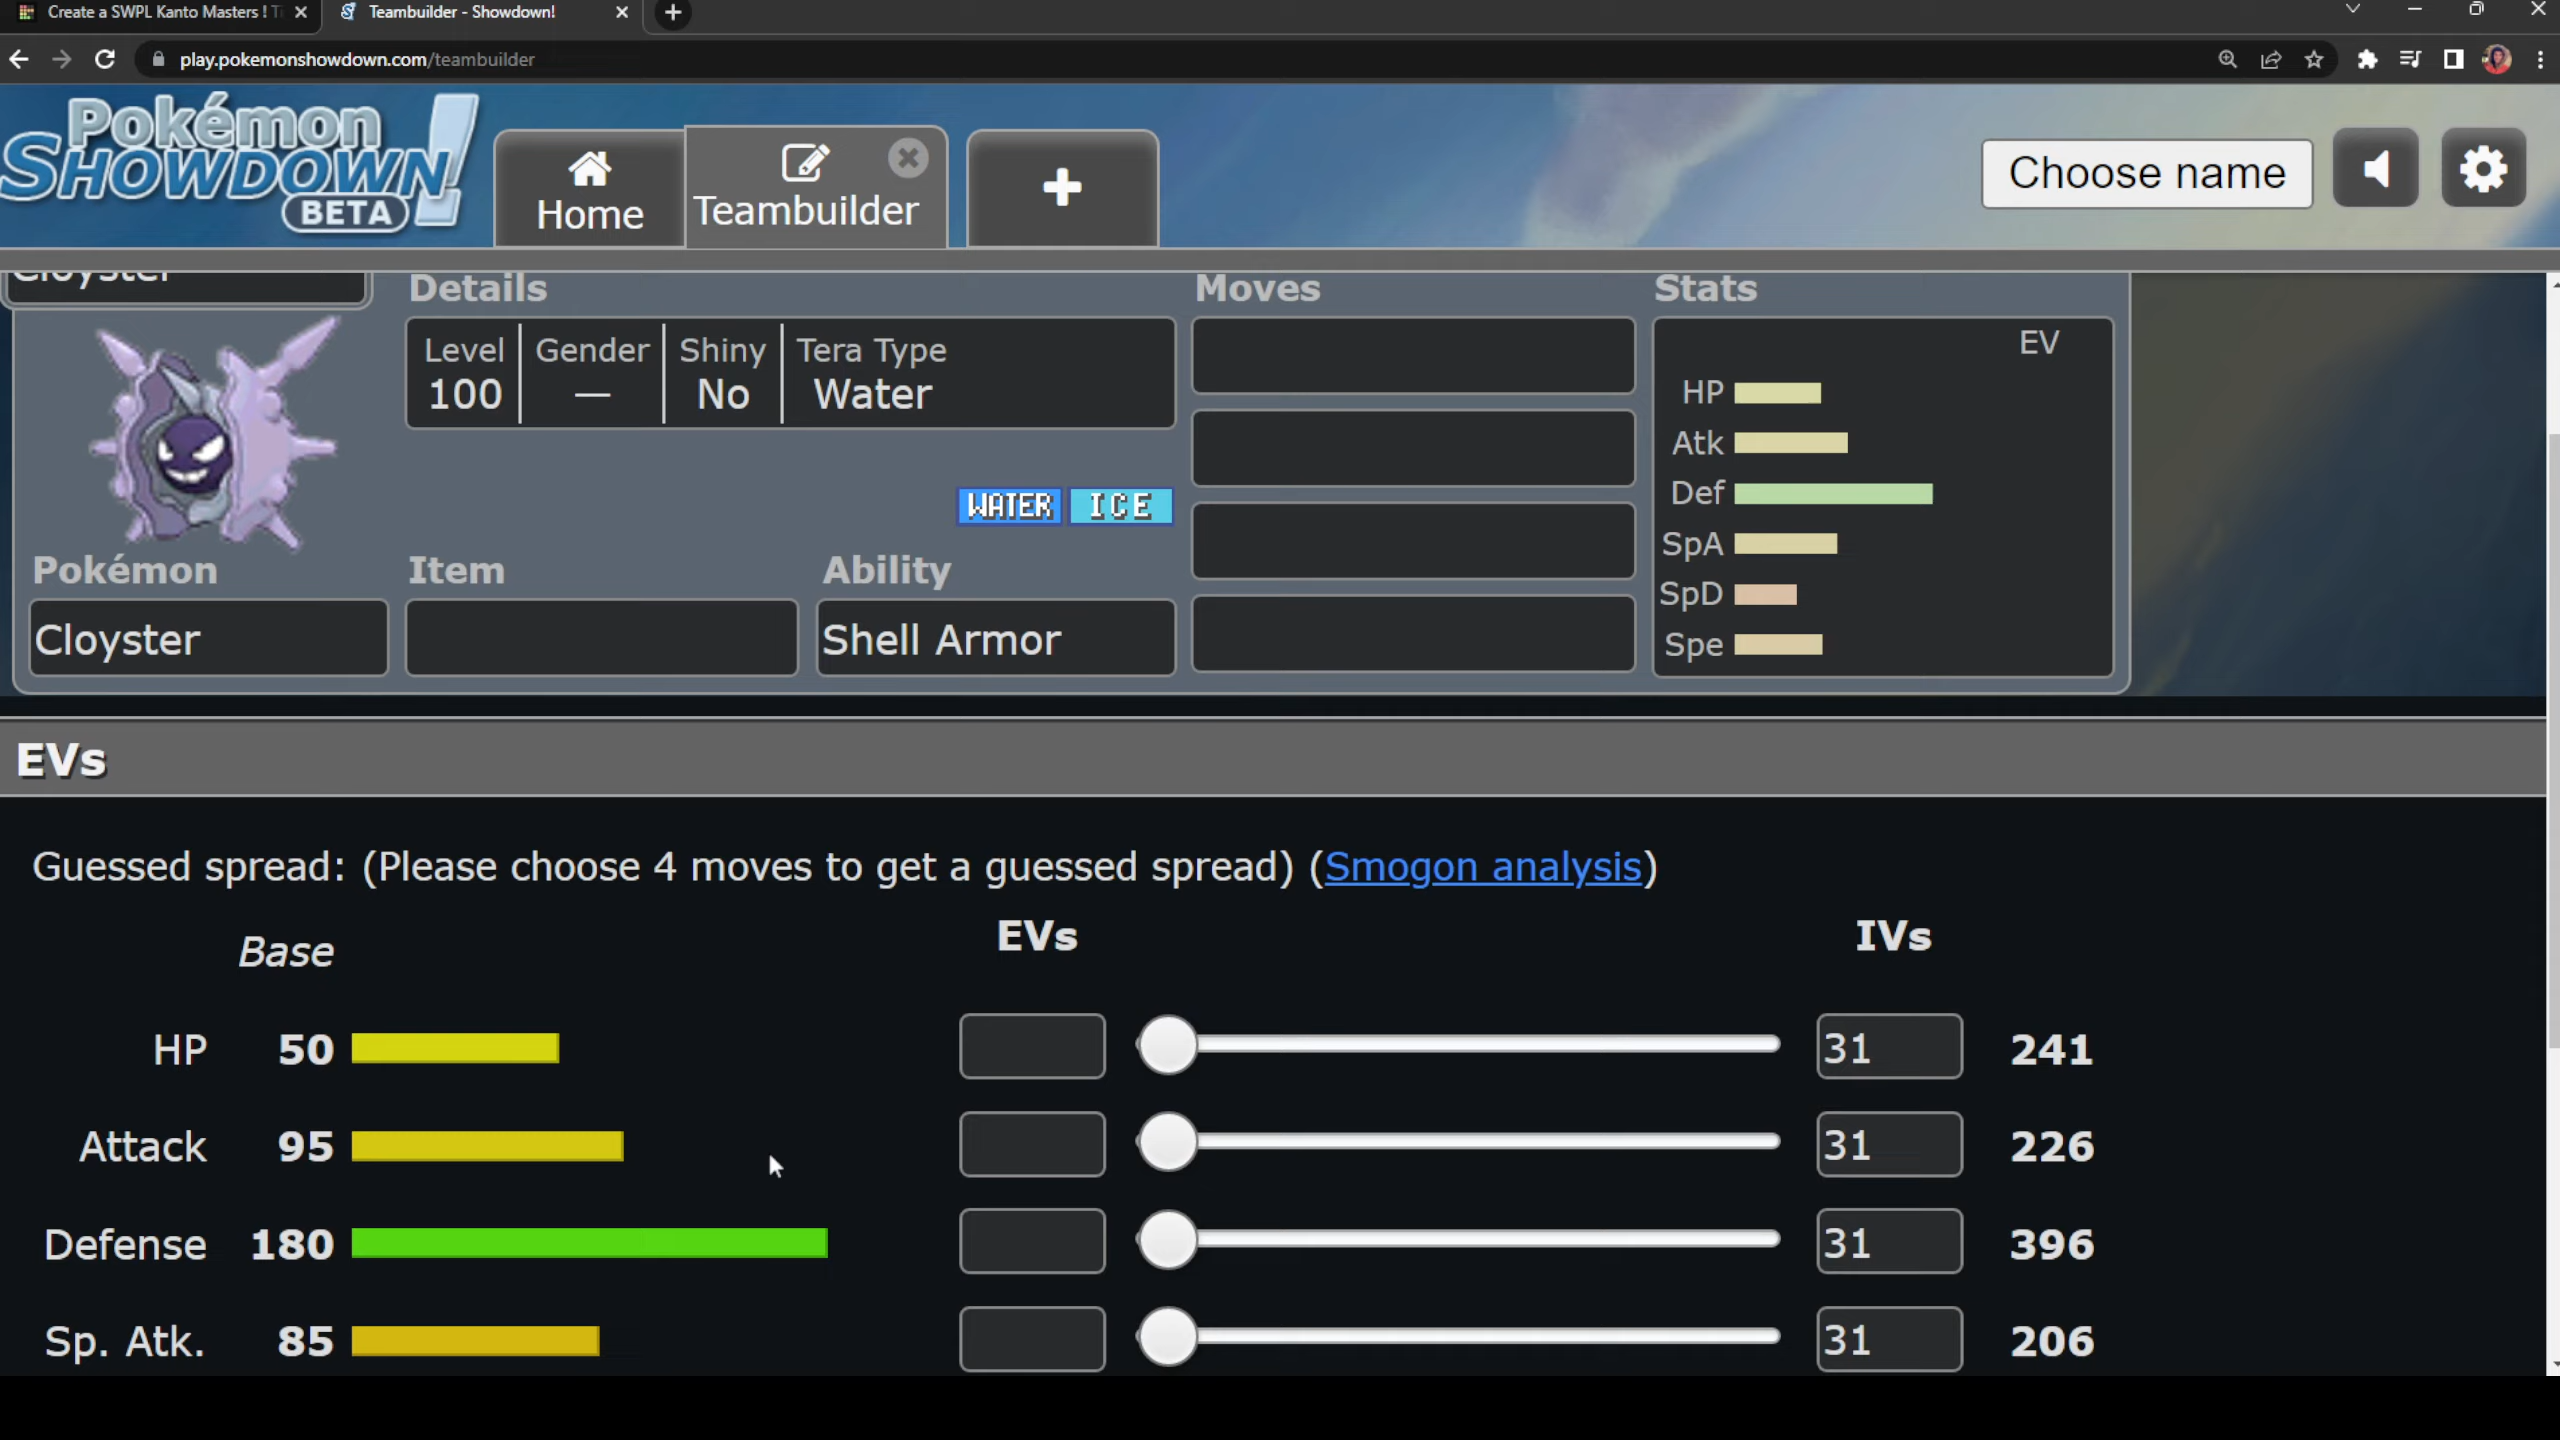 Create a SWPL Kanto Masters ! Ti
Teambuilder - Showdown!
play.pokemonshowdown.com/teambuilder
Pokémon
SHOWDOWN!
BETA
Home
Teambuilder
Choose name
Cloyster
Details
Moves
Stats
Level
Gender
Shiny
Tera Type
100
—
No
Water
EV
HP
Atk
Def
SpA
SpD
Spe
WATER ICE
Pokémon
Item
Ability
Cloyster
Shell Armor
EVs
Guessed spread: (Please choose 4 moves to get a guessed spread) (Smogon analysis)
Base
EVs
IVs
HP 50 31 241
Attack 95 31 226
Defense 180 31 396
Sp. Atk. 85 31 206